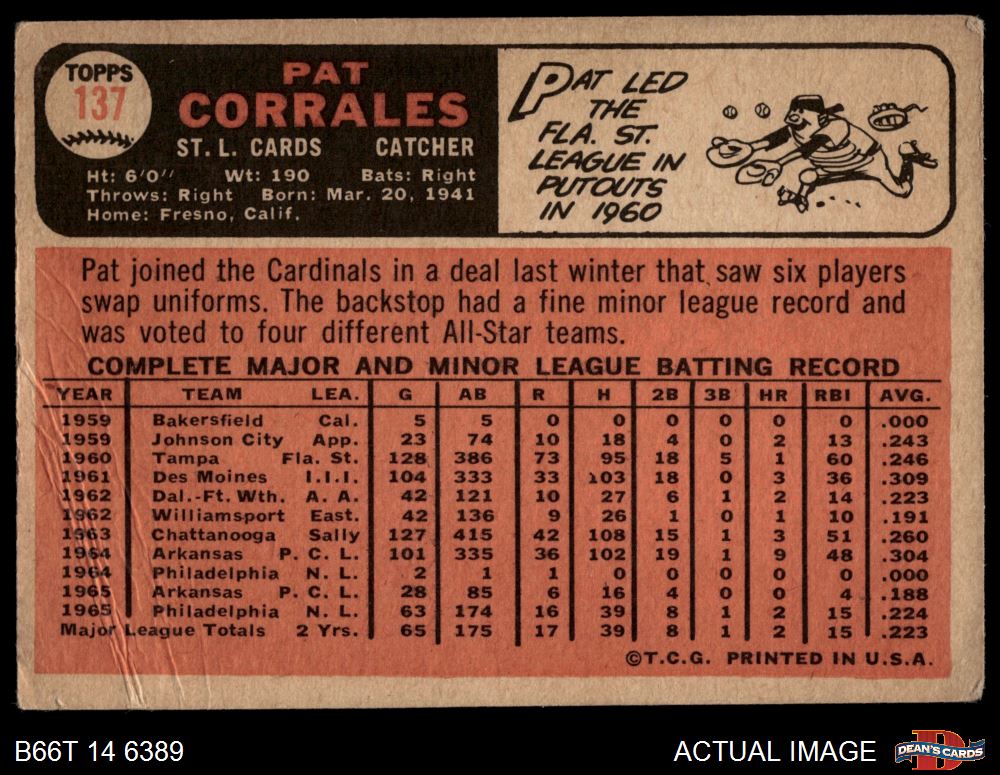 TOPPS
137
PAT
CORRALES
ST. L. CARDS CATCHER
Ht: 6'0" Wt: 190 Bats: Right
Throws: Right Born: Mar. 20, 1941
Home: Fresno, Calif.
PAT LED
THE
FLA. ST.
LEAGUE IN
PUTOUTS
IN 1960
Pat joined the Cardinals in a deal last winter that saw six players
swap uniforms. The backstop had a fine minor league record and
was voted to four different All-Star teams.
COMPLETE MAJOR AND MINOR LEAGUE BATTING RECORD
YEAR TEAM LEA. G AB R H 2B 3B HR RBI AVG.
1959 Bakersfield Cal. 5 5 0 0 0 0 0 0 .000
1959 Johnson City App. 23 74 10 18 4 0 2 13 .243
1960 Tampa Fla. St. 128 386 73 95 18 5 1 60 .246
1961 Des Moines I.I.I. 104 333 33 103 18 0 3 36 .309
1962 Dal.-Ft. Wth. A. A. 42 121 10 27 6 1 2 14 .223
1962 Williamsport East. 42 136 9 26 1 0 1 10 .191
1963 Chattanooga Sally 127 415 42 108 15 1 3 51 .260
1964 Arkansas P. C. L. 101 335 36 102 19 1 9 48 .304
1964 Philadelphia N. L. 2 1 1 0 0 0 0 0 .000
1965 Arkansas P. C. L. 28 85 6 16 4 0 0 4 .188
1965 Philadelphia N. L. 63 174 16 39 8 1 2 15 .224
Major League Totals 2 Yrs. 65 175 17 39 8 1 2 15 .223
©T.C.G. PRINTED IN U.S.A.
B66T 14 6389
ACTUAL IMAGE
DEAN'S CARDS